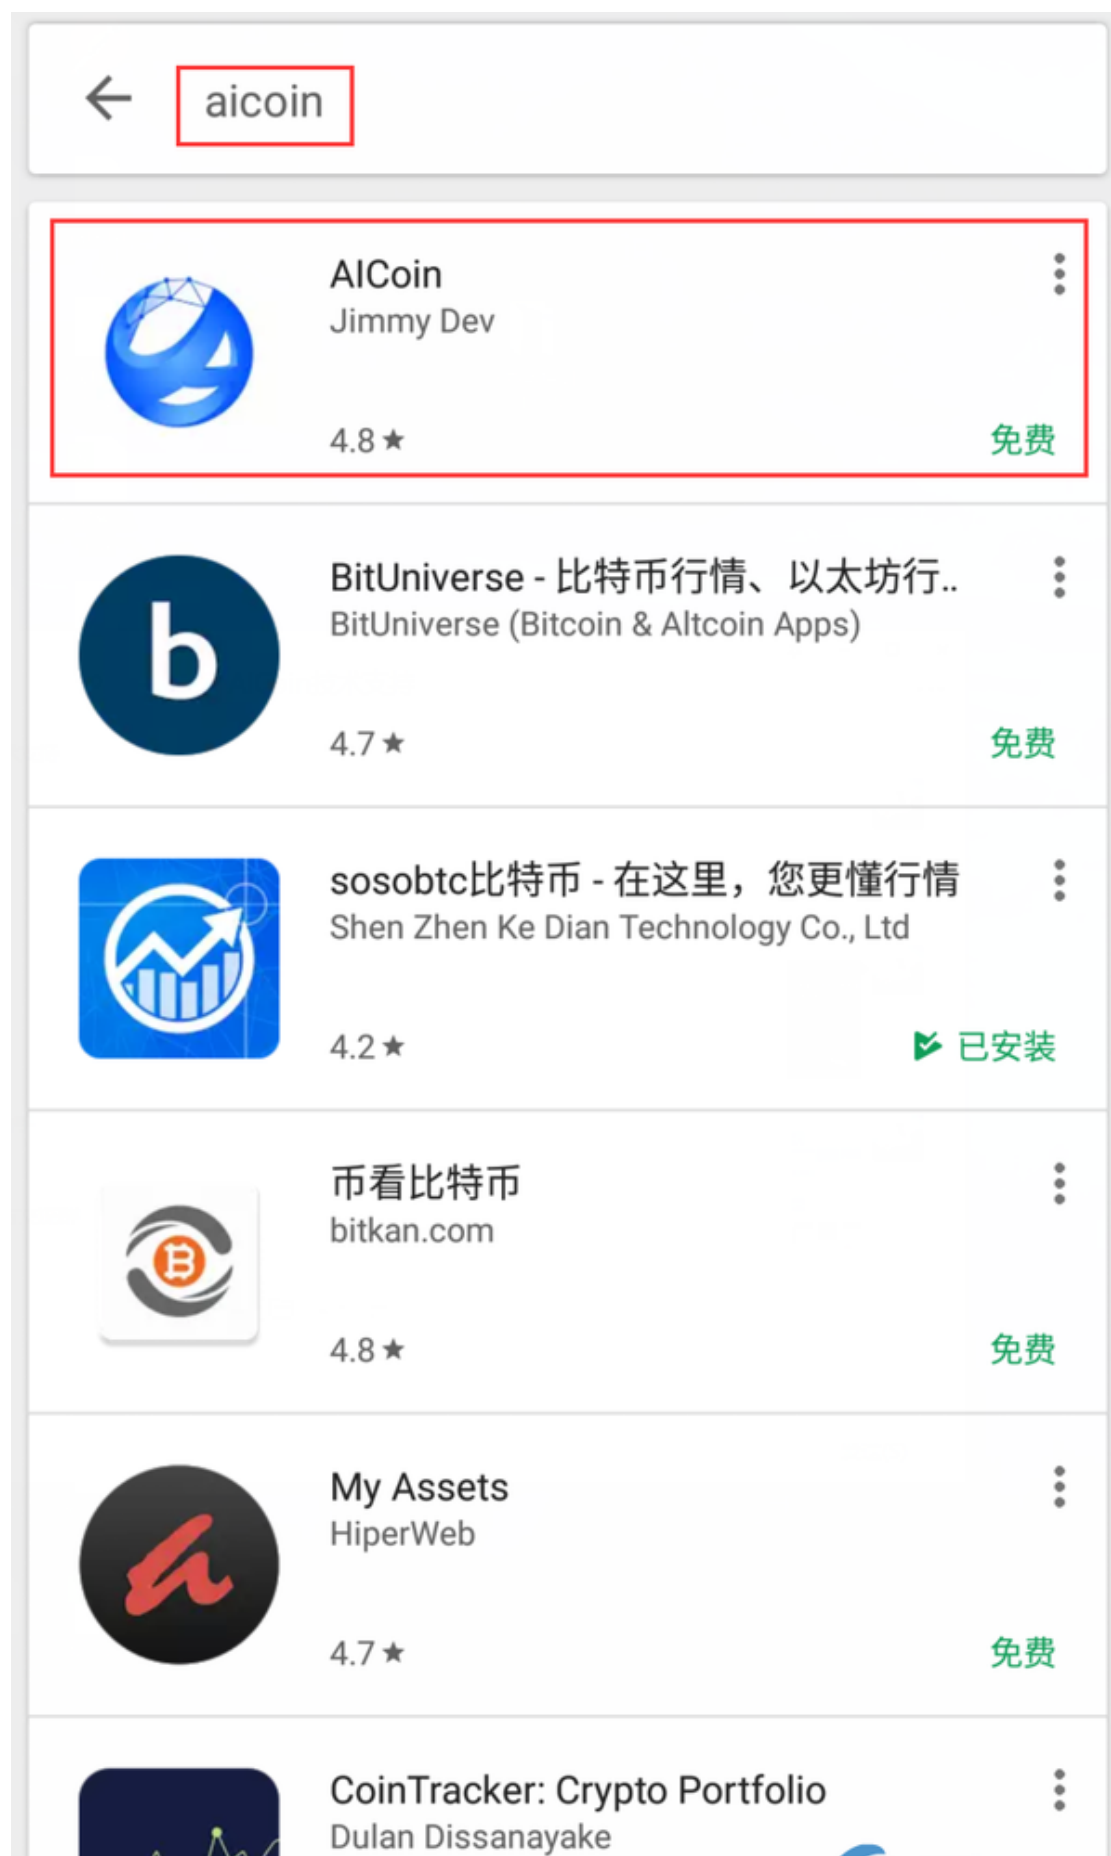 aicoin
AICoin
Jimmy Dev
4.8★
免费
BitUniverse - 比特币行情、以太坊行..
BitUniverse (Bitcoin & Altcoin Apps)
b
4.7★
免费
sosobtc比特币 - 在这里，您更懂行情
Shen Zhen Ke Dian Technology Co., Ltd
4.2★
已安装
币看比特币
bitkan.com
4.8★
免费
My Assets
HiperWeb
4.7★
免费
CoinTracker: Crypto Portfolio
Dulan Dissanayake